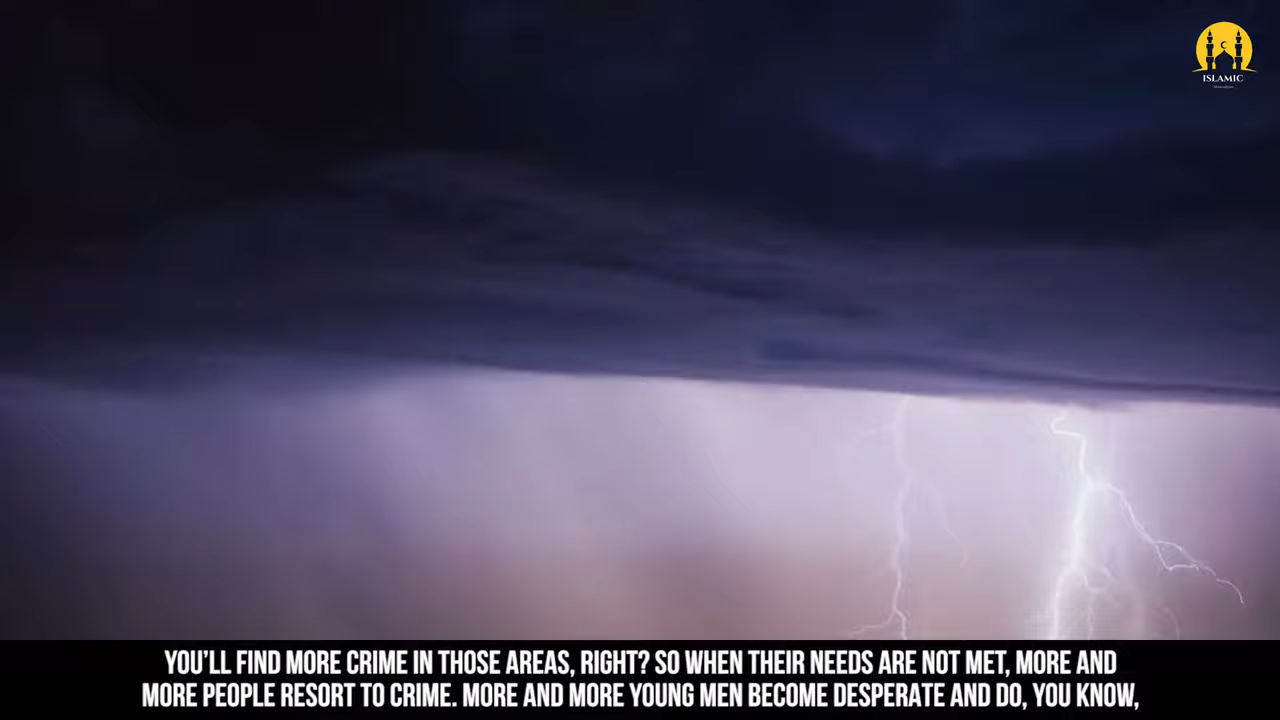 ISLAMIC
YOU'LL FIND MORE CRIME IN THOSE AREAS, RIGHT? SO WHEN THEIR NEEDS ARE NOT MET, MORE AND
MORE PEOPLE RESORT TO CRIME. MORE AND MORE YOUNG MEN BECOME DESPERATE AND DO, YOU KNOW,